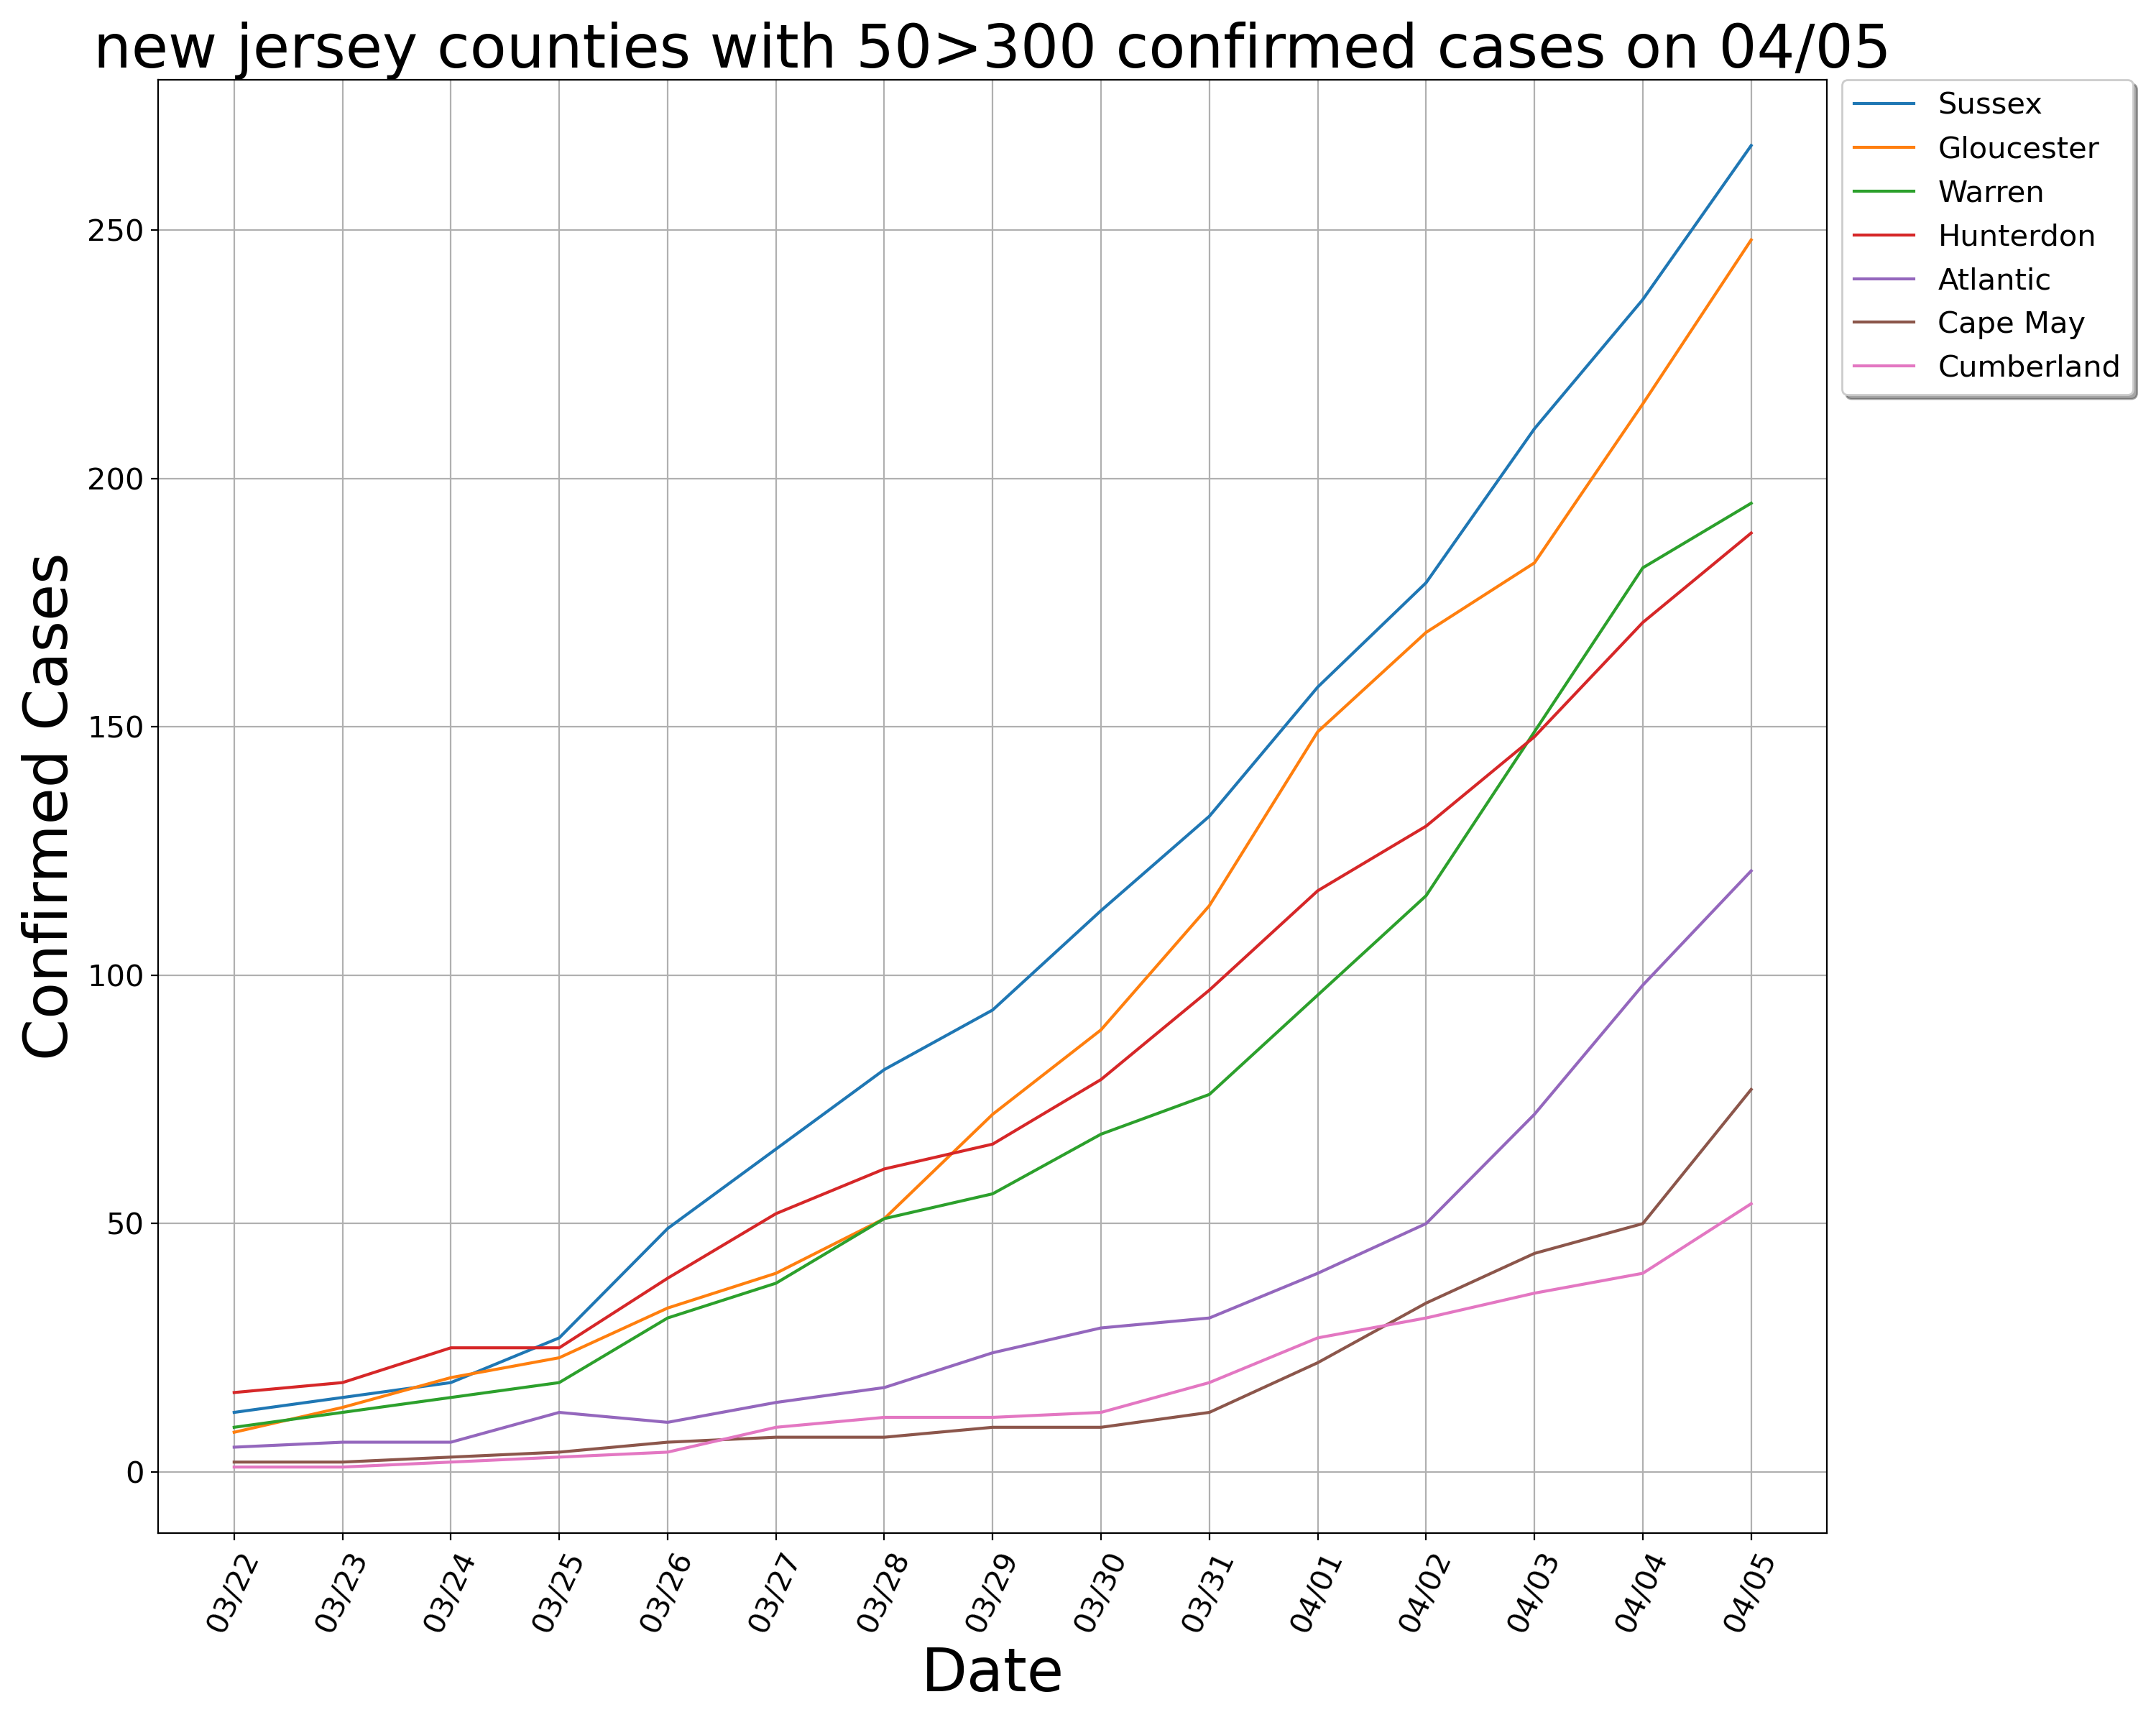 new jersey counties with 50>300 confirmed cases on 04/05
Sussex
Gloucester
Warren
Hunterdon
Atlantic
Cape May
Cumberland
Confirmed Cases
250
200
150
100
50
0
03/22
03/23
03/24
03/25
03/26
03/27
03/28
03/29
03/30
03/31
04/01
04/02
04/03
04/04
04/05
Date